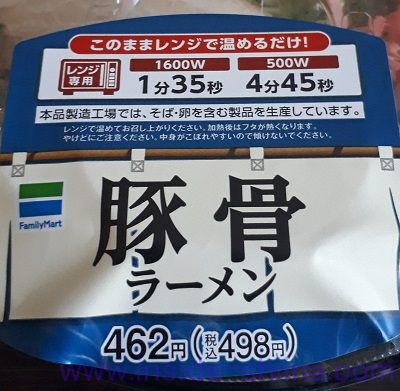 このままレンジで温めるだけ!
レンジ専用
1600W
500W
1分35秒
4分45秒
本品製造工場では、そば・卵を含む製品を生産しています。
レンジで温めてお召し上がりください。加熱後はフタが熱くなります。
やけどにご注意ください。中身がこぼれやすいので傾けないでください。
FamilyMart
豚骨
ラーメン
462円(税込498円)